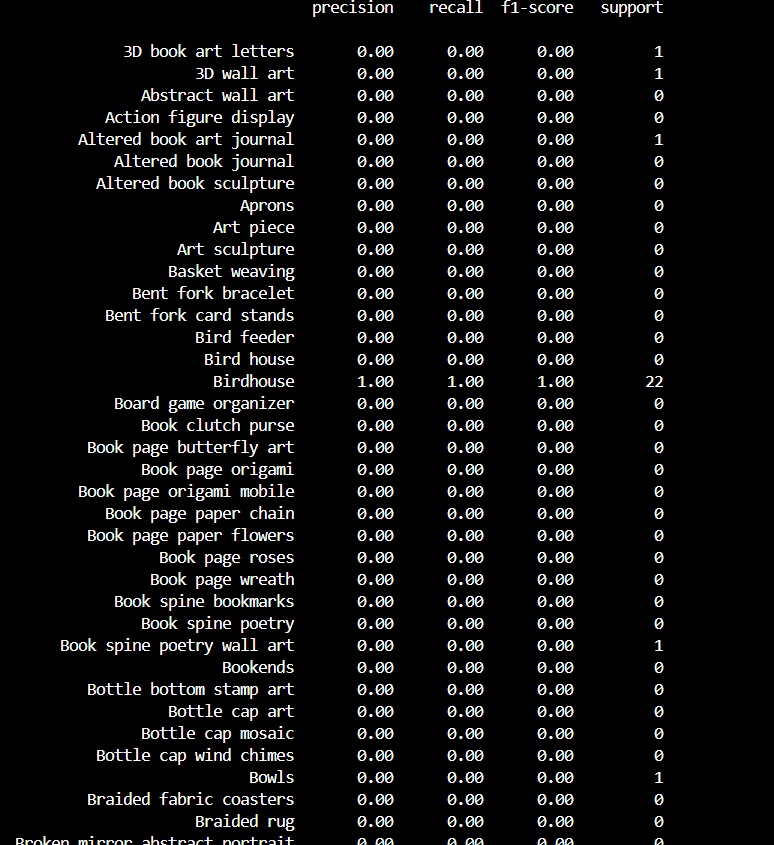 precision recall f1-score support
3D book art letters 0.00 0.00 0.00 1
3D wall art 0.00 0.00 0.00 1
Abstract wall art 0.00 0.00 0.00 0
Action figure display 0.00 0.00 0.00 0
Altered book art journal 0.00 0.00 0.00 1
Altered book journal 0.00 0.00 0.00 0
Altered book sculpture 0.00 0.00 0.00 0
Aprons 0.00 0.00 0.00 0
Art piece 0.00 0.00 0.00 0
Art sculpture 0.00 0.00 0.00 0
Basket weaving 0.00 0.00 0.00 0
Bent fork bracelet 0.00 0.00 0.00 0
Bent fork card stands 0.00 0.00 0.00 0
Bird feeder 0.00 0.00 0.00 0
Bird house 0.00 0.00 0.00 0
Birdhouse 1.00 1.00 1.00 22
Board game organizer 0.00 0.00 0.00 0
Book clutch purse 0.00 0.00 0.00 0
Book page butterfly art 0.00 0.00 0.00 0
Book page origami 0.00 0.00 0.00 0
Book page origami mobile 0.00 0.00 0.00 0
Book page paper chain 0.00 0.00 0.00 0
Book page paper flowers 0.00 0.00 0.00 0
Book page roses 0.00 0.00 0.00 0
Book page wreath 0.00 0.00 0.00 0
Book spine bookmarks 0.00 0.00 0.00 0
Book spine poetry 0.00 0.00 0.00 0
Book spine poetry wall art 0.00 0.00 0.00 1
Bookends 0.00 0.00 0.00 0
Bottle bottom stamp art 0.00 0.00 0.00 0
Bottle cap art 0.00 0.00 0.00 0
Bottle cap mosaic 0.00 0.00 0.00 0
Bottle cap wind chimes 0.00 0.00 0.00 0
Bowls 0.00 0.00 0.00 1
Braided fabric coasters 0.00 0.00 0.00 0
Braided rug 0.00 0.00 0.00 0
Broken mirror abstract portrait 0.00 0.00 0.00 0